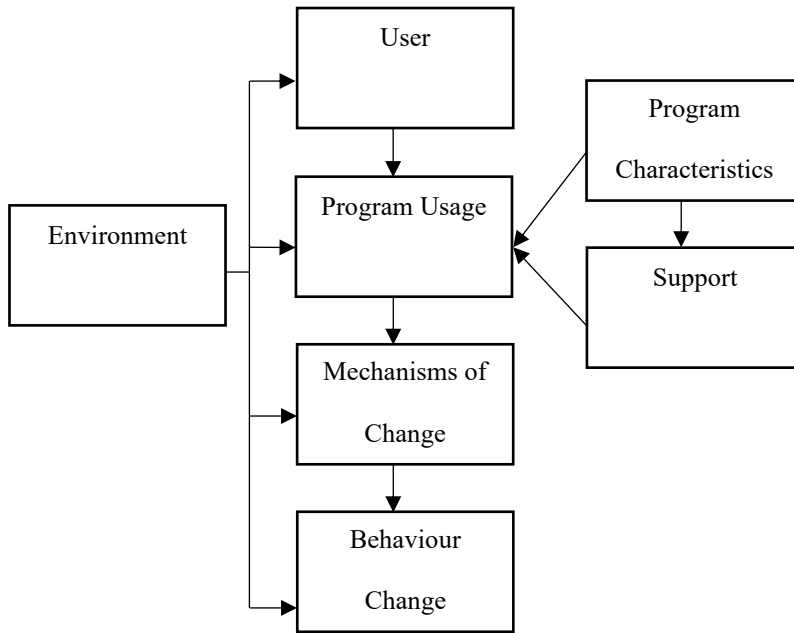 User
Program
Characteristics
Program Usage
Environment
Support
Mechanisms of
Change
Behaviour
Change